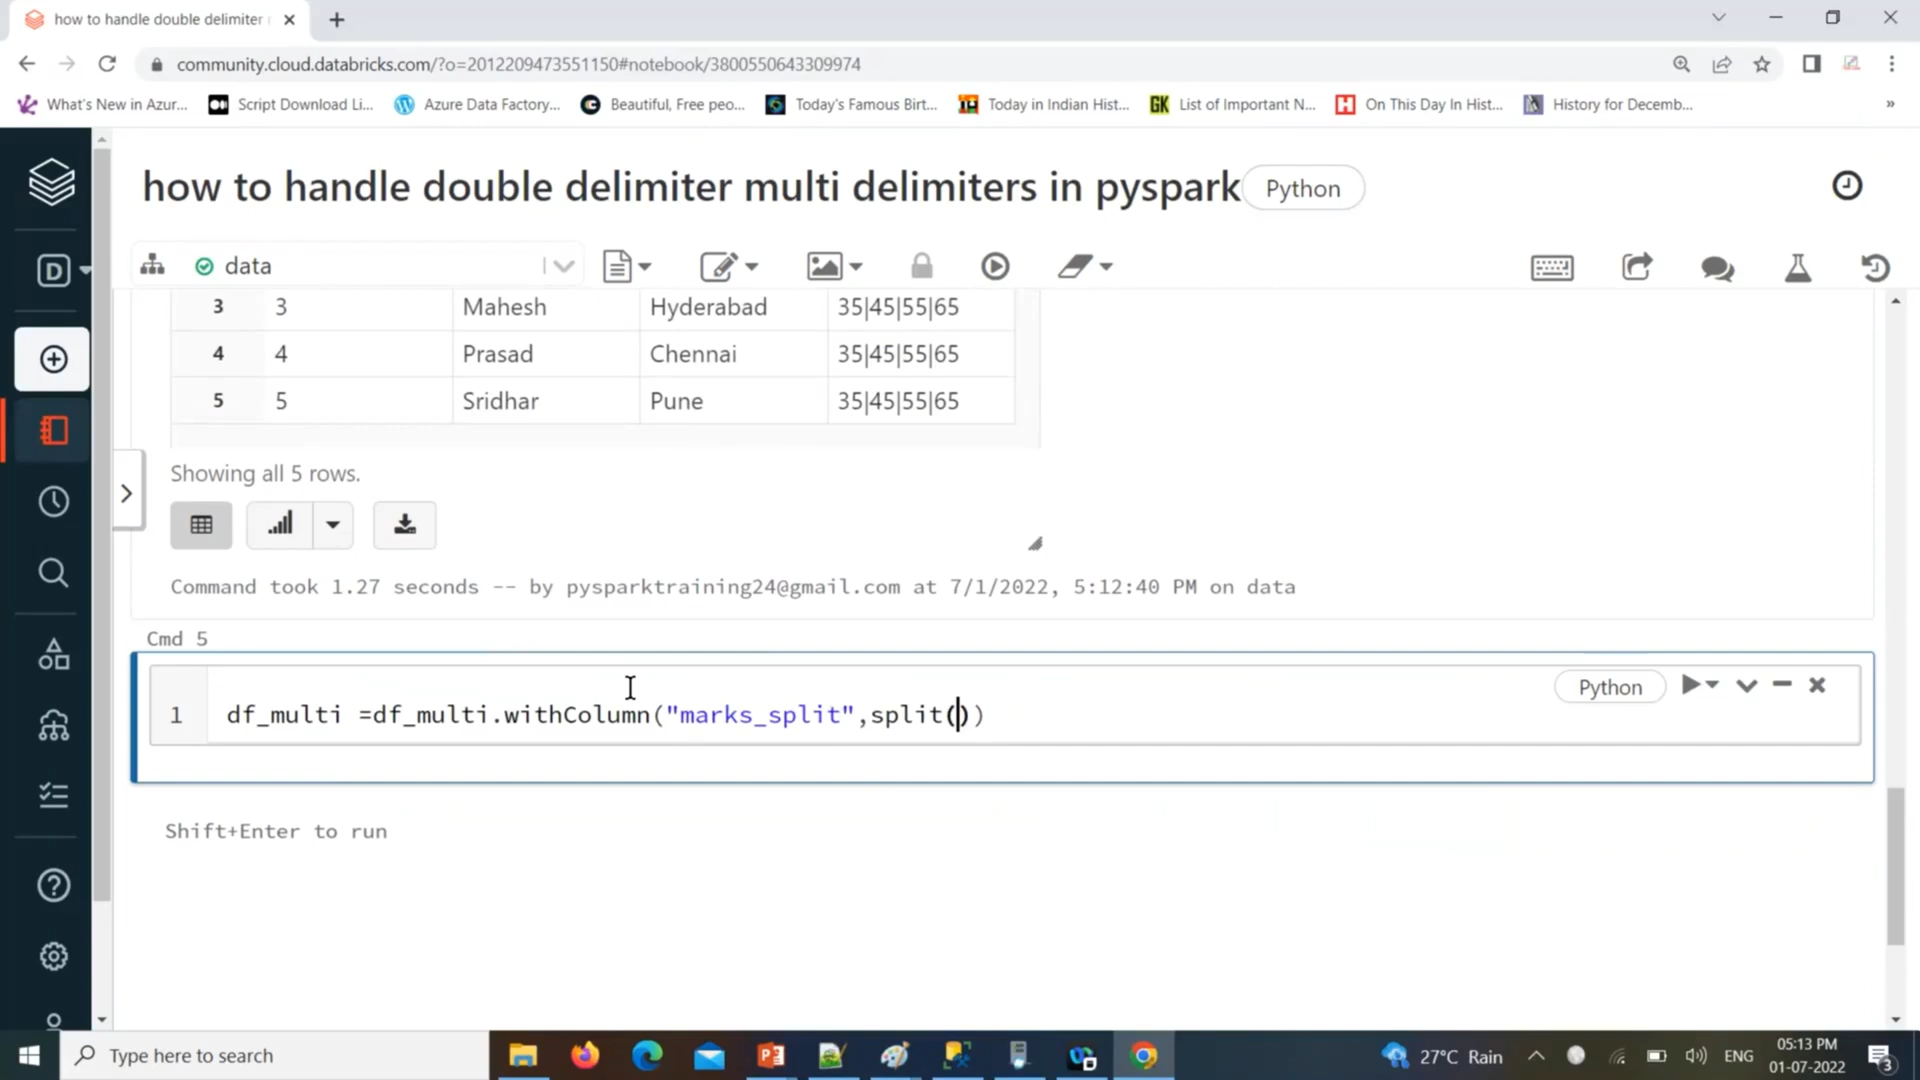 how to handle double delimiter
community.cloud.databricks.com/?o=2012209473551150#notebook/3800550643309974
What's New in Azur... Script Download Li... Azure Data Factory... Beautiful, Free peo... Today's Famous Birt... Today in Indian Hist... GK List of Important N... On This Day In Hist... History for Decemb... »
how to handle double delimiter multi delimiters in pyspark Python
D data
3 3 Mahesh Hyderabad 35|45|55|65
4 4 Prasad Chennai 35|45|55|65
5 5 Sridhar Pune 35|45|55|65
Showing all 5 rows.
Command took 1.27 seconds -- by pysparktraining24@gmail.com at 7/1/2022, 5:12:40 PM on data
Cmd 5
Python
1 df_multi =df_multi.withColumn("marks_split",split())
Shift+Enter to run
Type here to search
27°C Rain ENG 05:13 PM
01-07-2022 3